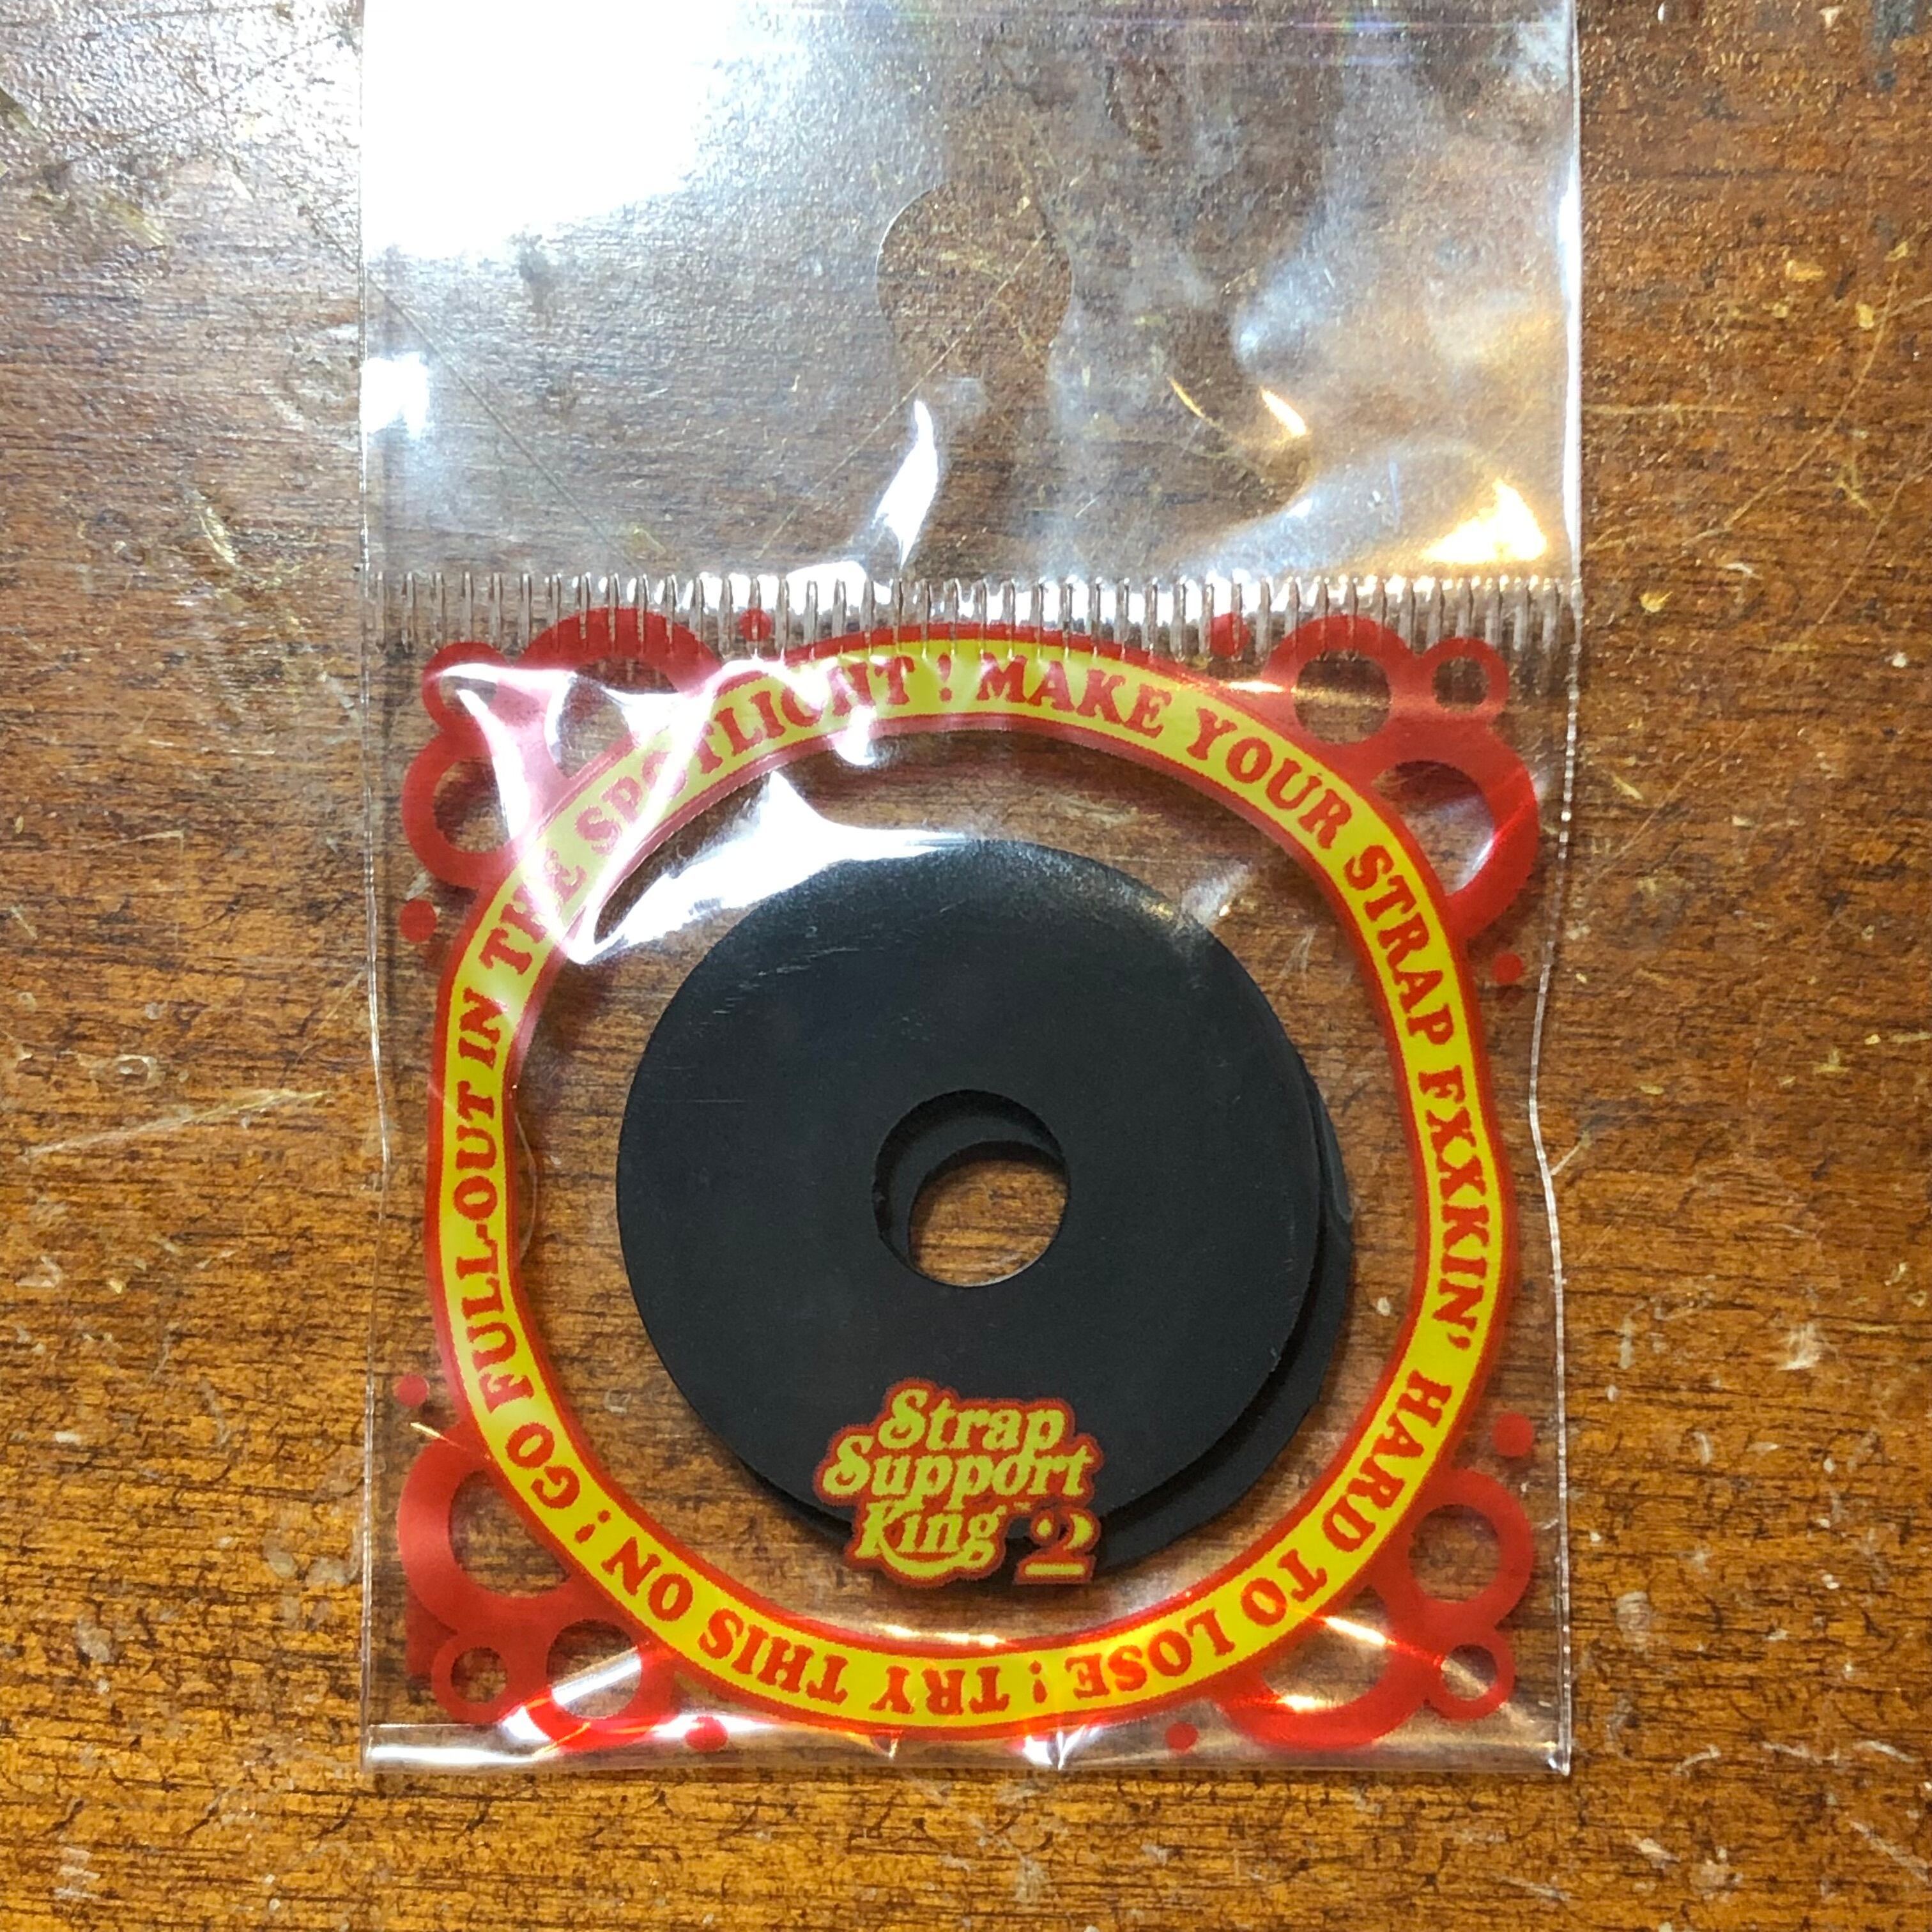 MAKE YOUR STRAP FXXKIN' HARD TO LOSE! TRY THIS ON! GO FULL-OUT IN THE SPOTLIGHT!
Strap
Support
King™ 2